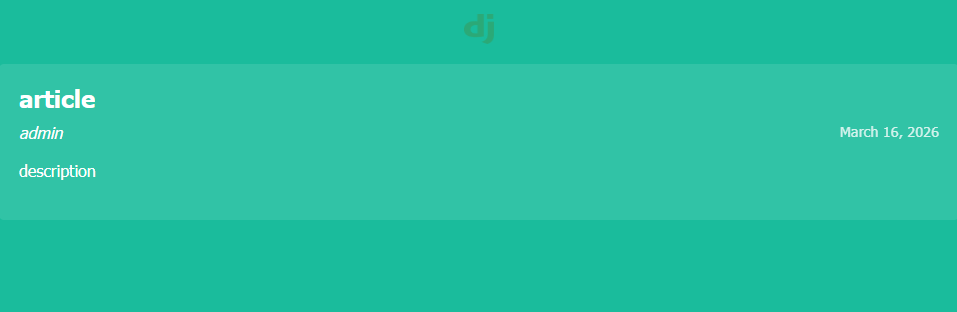 dj
article
admin
March 16, 2026
description